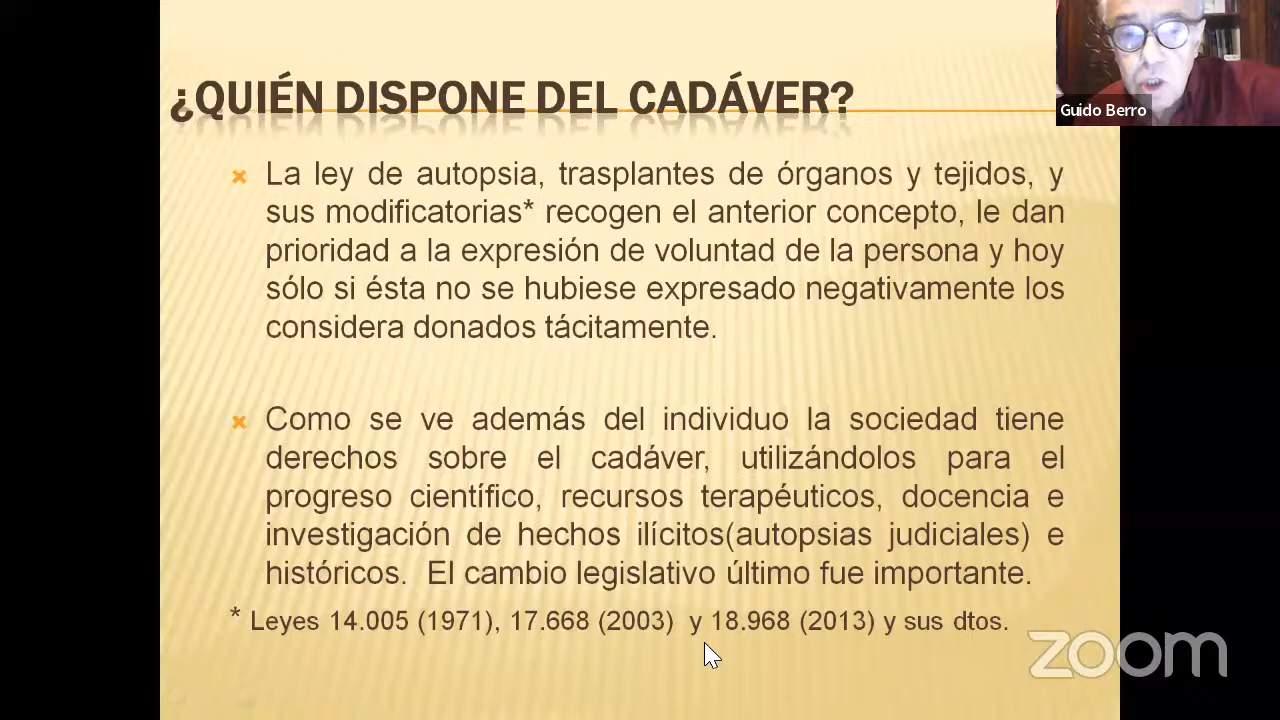 ¿QUIÉN DISPONE DEL CADÁVER?
Guido Berro
La ley de autopsia, trasplantes de órganos y tejidos, y
sus modificatorias* recogen el anterior concepto, le dan
prioridad a la expresión de voluntad de la persona y hoy
sólo si ésta no se hubiese expresado negativamente los
considera donados tácitamente.
Como se ve además del individuo la sociedad tiene
derechos sobre el cadáver, utilizándolos para el
progreso científico, recursos terapéuticos, docencia e
investigación de hechos ilícitos(autopsias judiciales) e
históricos. El cambio legislativo último fue importante.
* Leyes 14.005 (1971), 17.668 (2003) y 18.968 (2013) y sus dtos.
zoom